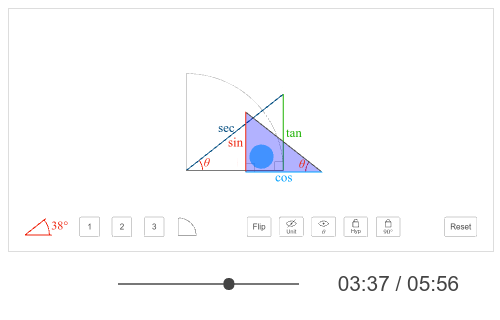 sec
sin
tan
θ
θ
cos
38°
1
2
3
Flip
Unit
θ
Hyp
90°
Reset
03:37 / 05:56